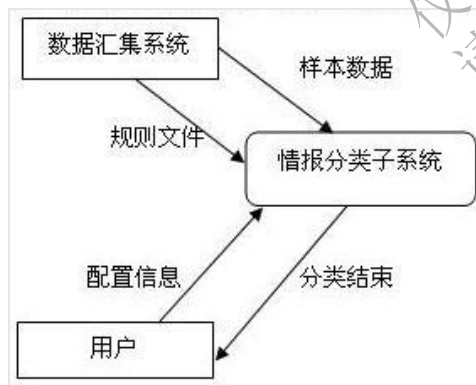 数据汇集系统
样本数据
规则文件
情报分类子系统
配置信息
分类结束
用户